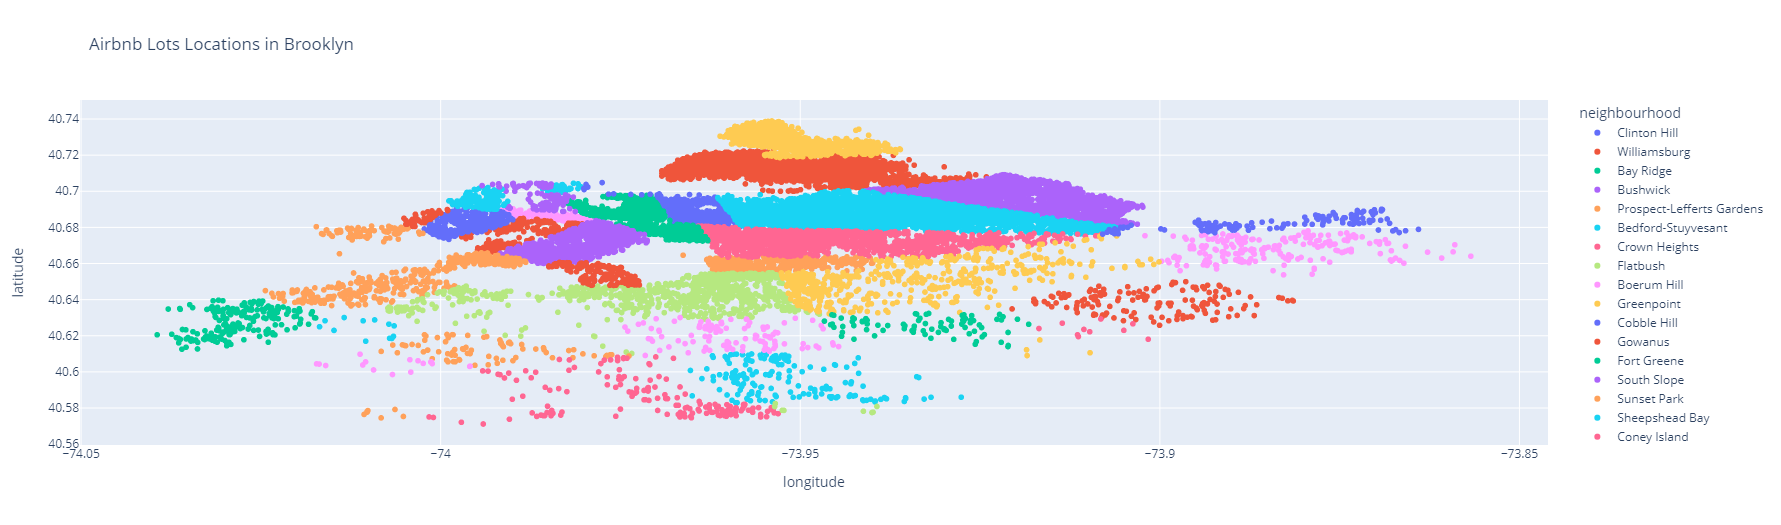 Airbnb Lots Locations in Brooklyn
neighbourhood
Clinton Hill
Williamsburg
Bay Ridge
Bushwick
Prospect-Lefferts Gardens
Bedford-Stuyvesant
Crown Heights
Flatbush
Boerum Hill
Greenpoint
Cobble Hill
Gowanus
Fort Greene
South Slope
Sunset Park
Sheepshead Bay
Coney Island
latitude
40.74
40.72
40.7
40.68
40.66
40.64
40.62
40.6
40.58
40.56
−74.05 −74 −73.95 −73.9 −73.85
longitude